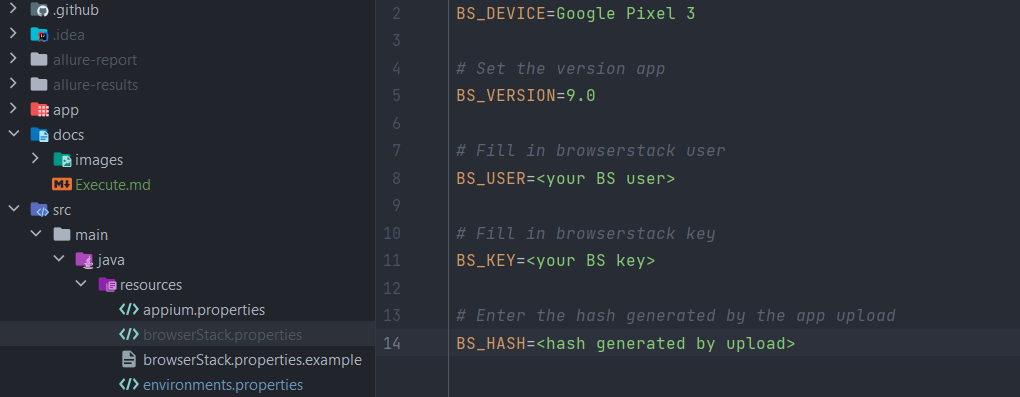 .github
.idea
allure-report
allure-results
app
docs
images
Execute.md
src
main
java
resources
appium.properties
browserStack.properties
browserStack.properties.example
environments.properties
2 BS_DEVICE=Google Pixel 3
3
4 # Set the version app
5 BS_VERSION=9.0
6
7 # Fill in browserstack user
8 BS_USER=<your BS user>
9
10 # Fill in browserstack key
11 BS_KEY=<your BS key>
12
13 # Enter the hash generated by the app upload
14 BS_HASH=<hash generated by upload>